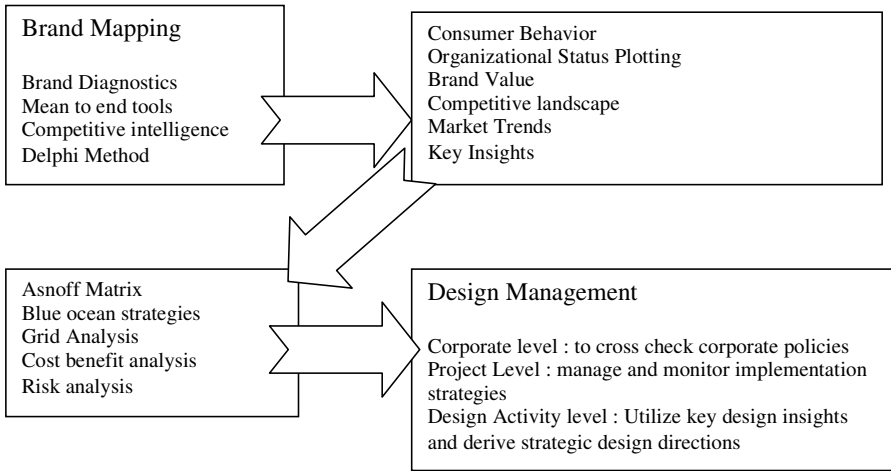 Brand Mapping
Brand Diagnostics
Mean to end tools
Competitive intelligence
Delphi Method
Consumer Behavior
Organizational Status Plotting
Brand Value
Competitive landscape
Market Trends
Key Insights
Asnoff Matrix
Blue ocean strategies
Grid Analysis
Cost benefit analysis
Risk analysis
Design Management
Corporate level : to cross check corporate policies
Project Level : manage and monitor implementation
strategies
Design Activity level : Utilize key design insights
and derive strategic design directions